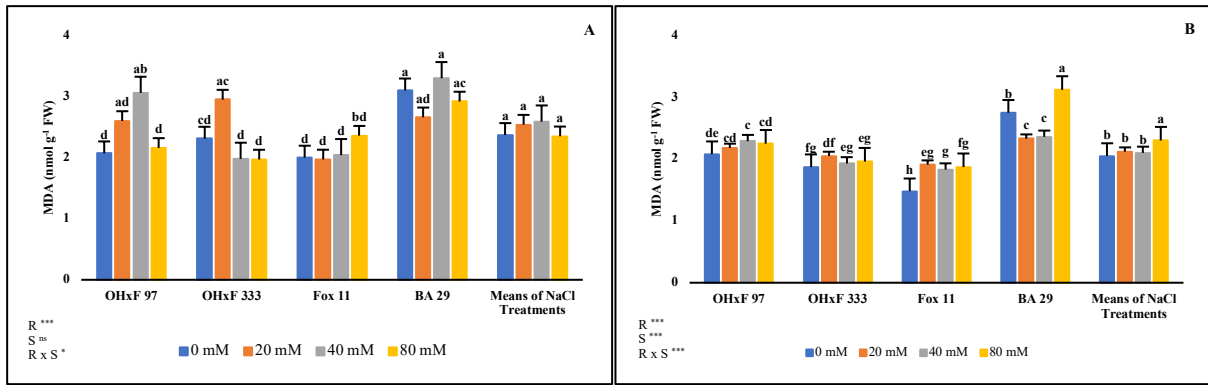 A
MDA (nmol g⁻¹ FW)
4
3
2
1
0
d ad ab d
cd ac d d
d d d bd
a ad a ac
a a a a
OHxF 97 OHxF 333 Fox 11 BA 29 Means of NaCl
Treatments
R ***
S ns
R x S *
0 mM 20 mM 40 mM 80 mM
B
MDA (nmol g⁻¹ FW)
4
3
2
1
0
de cd c cd
fg df eg eg
h eg g fg
b c c a
b b b a
OHxF 97 OHxF 333 Fox 11 BA 29 Means of NaCl
Treatments
R ***
S ***
R x S ***
0 mM 20 mM 40 mM 80 mM